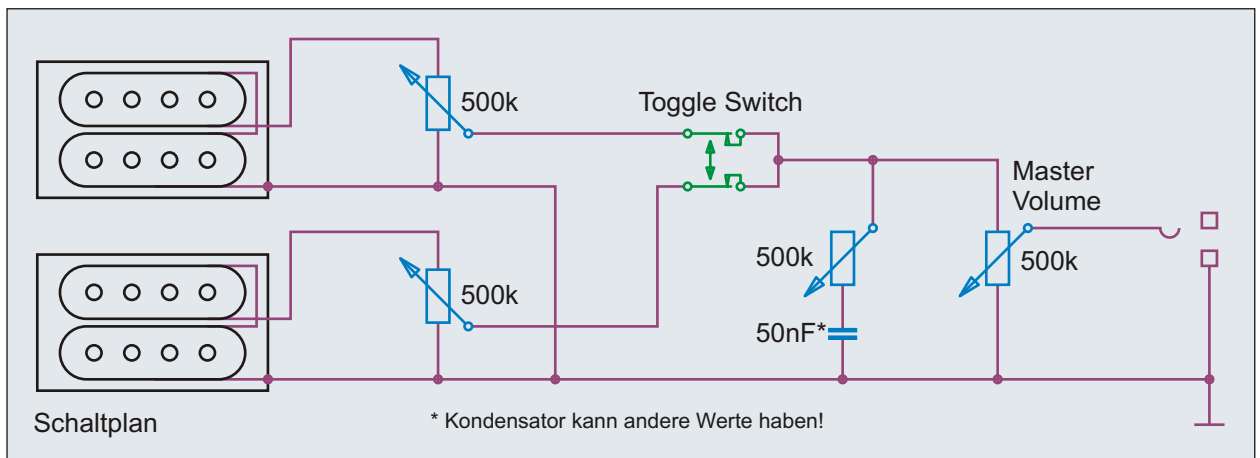 500k
Toggle Switch
Master
Volume
500k
500k
500k
50nF*
Schaltplan
* Kondensator kann andere Werte haben!